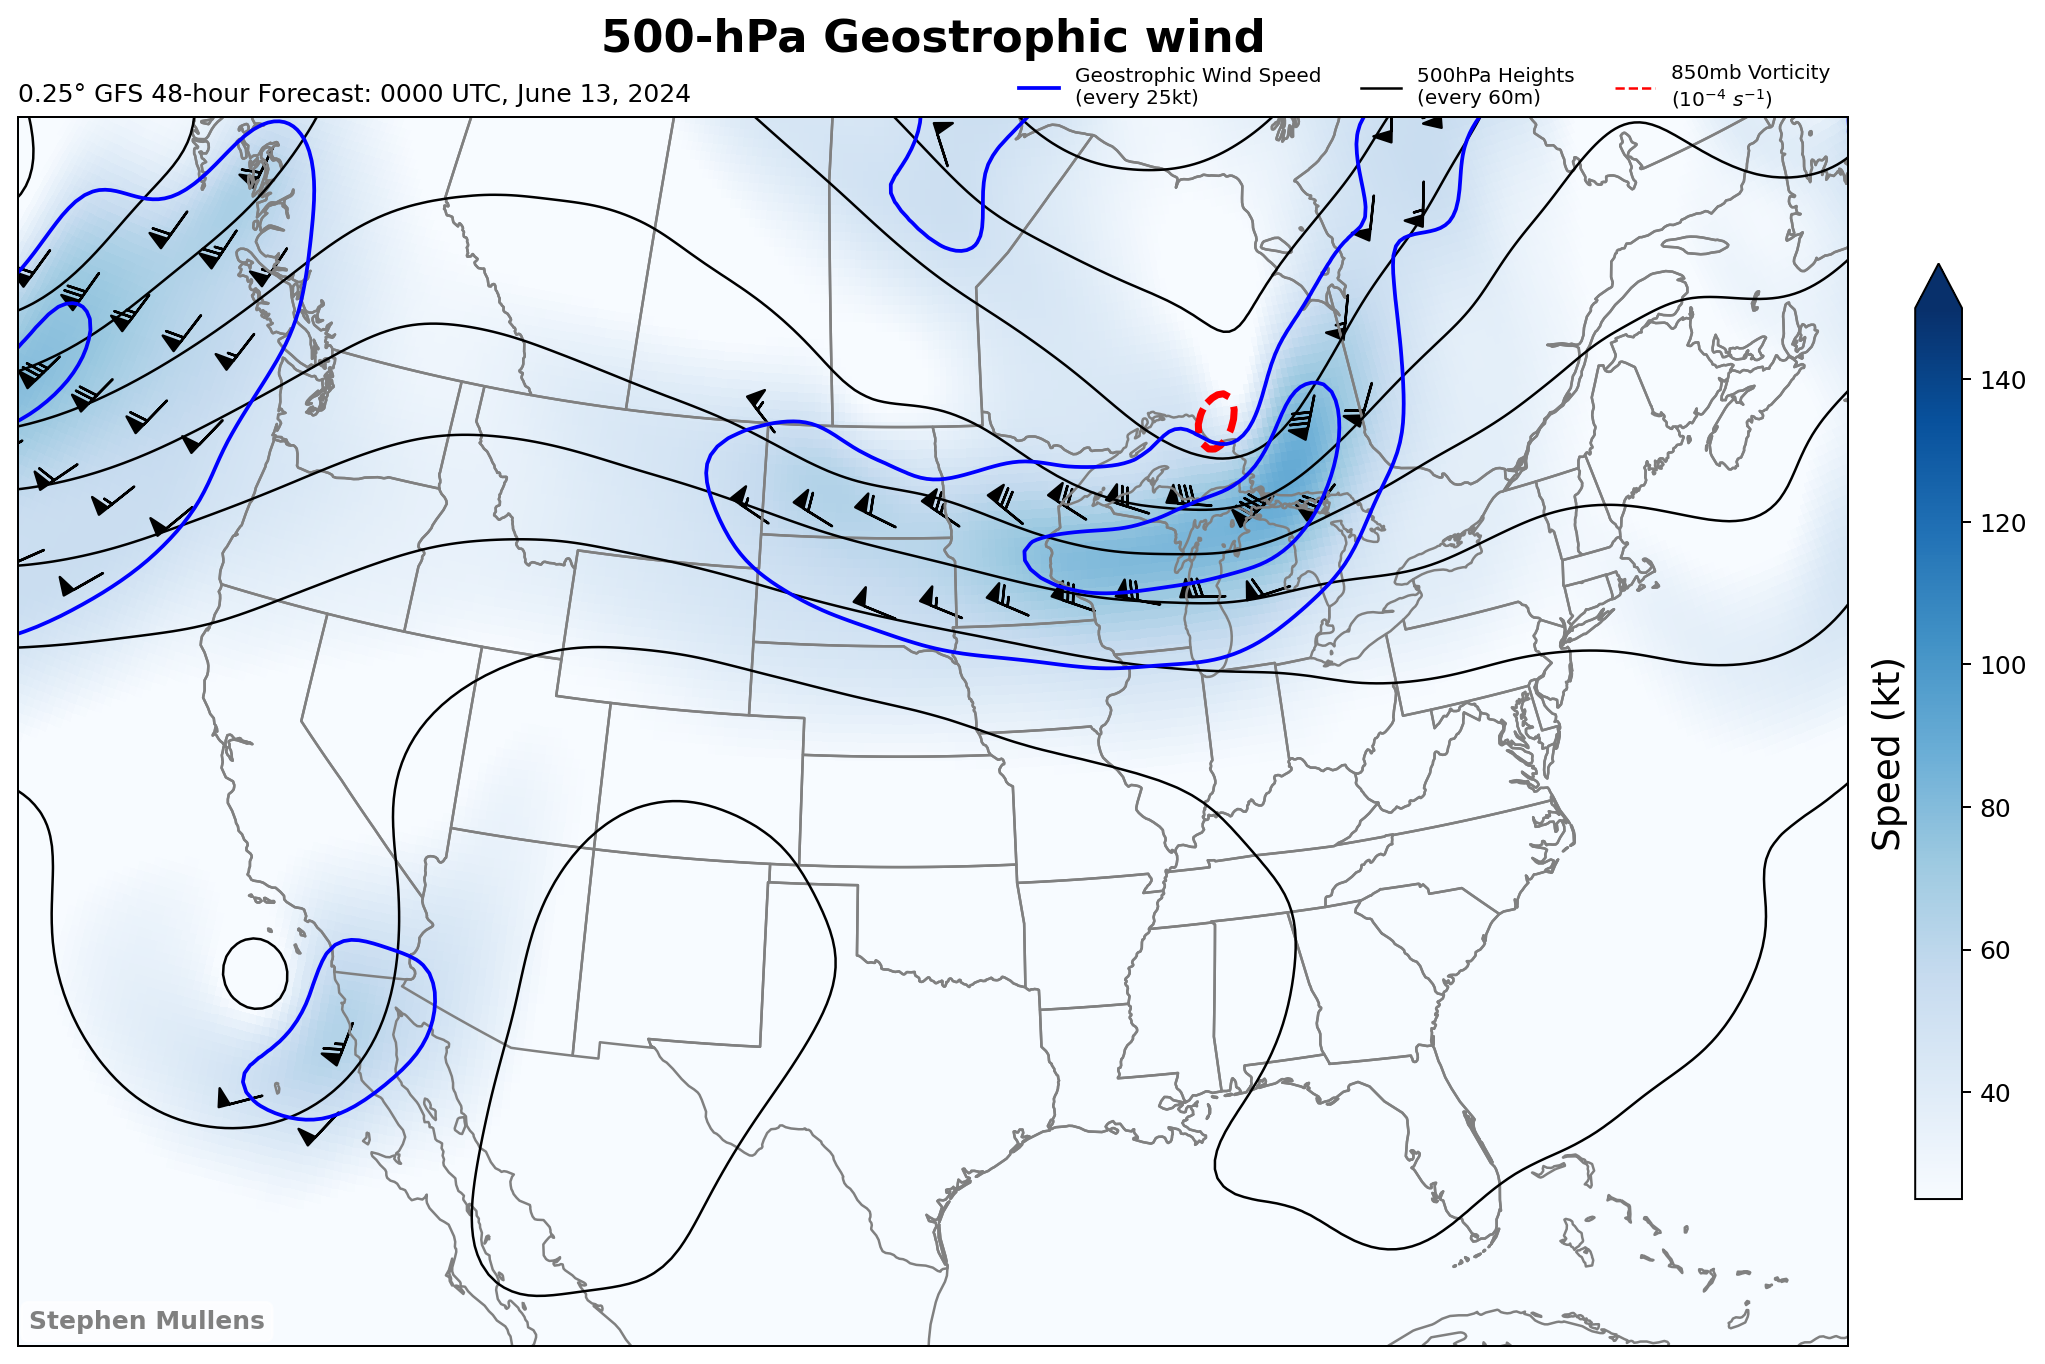 500-hPa Geostrophic wind
0.25° GFS 48-hour Forecast: 0000 UTC, June 13, 2024
Geostrophic Wind Speed
(every 25kt)
500hPa Heights
(every 60m)
850mb Vorticity
(10⁻⁴ s⁻¹)
140
120
100
80
60
40
Speed (kt)
Stephen Mullens